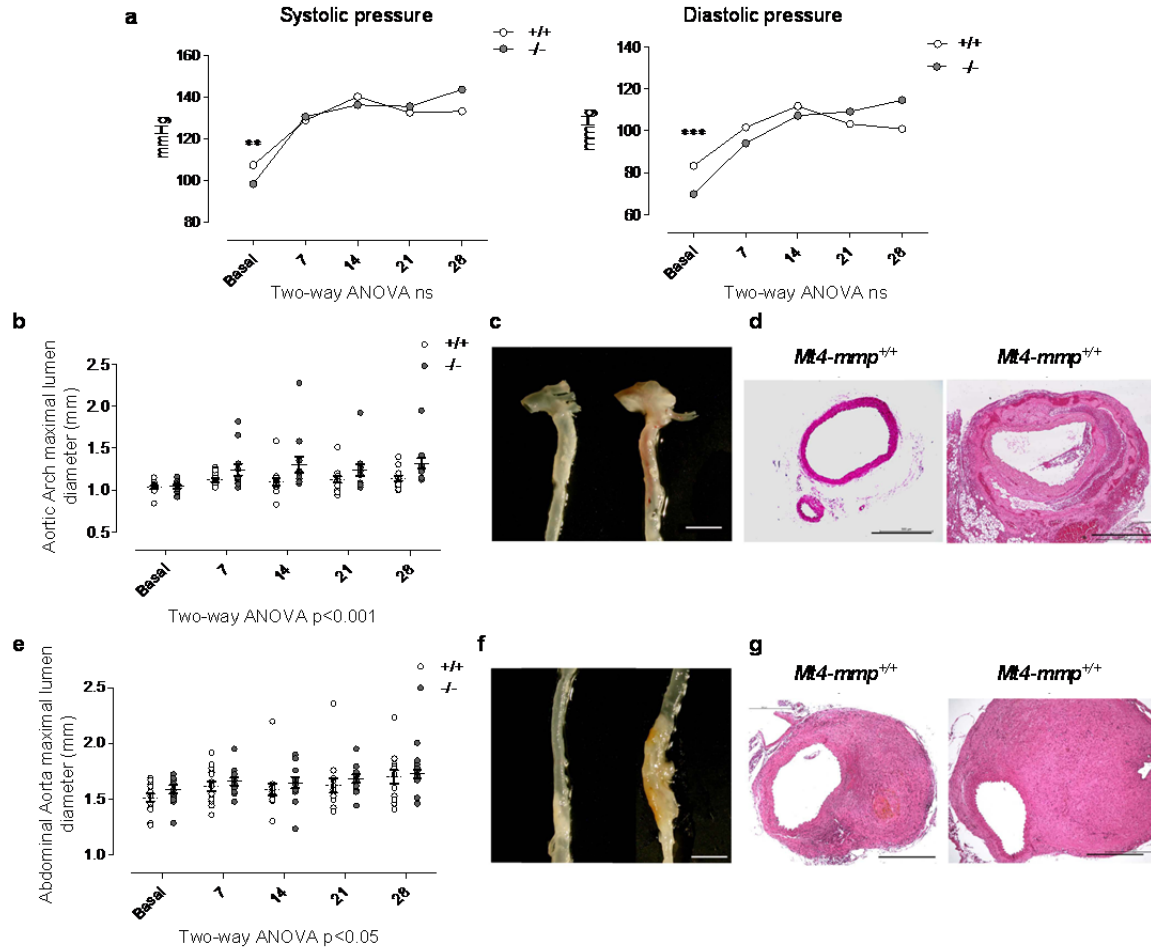 a
Systolic pressure
Diastolic pressure
+/+
-/-
+/+
-/-
160
140
120
100
80
mmHg
**
Basal
7
14
21
28
Two-way ANOVA ns
140
120
100
80
60
mmHg
***
Basal
7
14
21
28
Two-way ANOVA ns
b
+/+
-/-
2.5
2.0
1.5
1.0
0.5
Aortic Arch maximal lumen
diameter (mm)
Basal
7
14
21
28
Two-way ANOVA p<0.001
c
d
Mt4-mmp+/+
Mt4-mmp+/+
e
+/+
-/-
2.5
2.0
1.5
1.0
Abdominal Aorta maximal lumen
diameter (mm)
Basal
7
14
21
28
Two-way ANOVA p<0.05
f
g
Mt4-mmp+/+
Mt4-mmp+/+